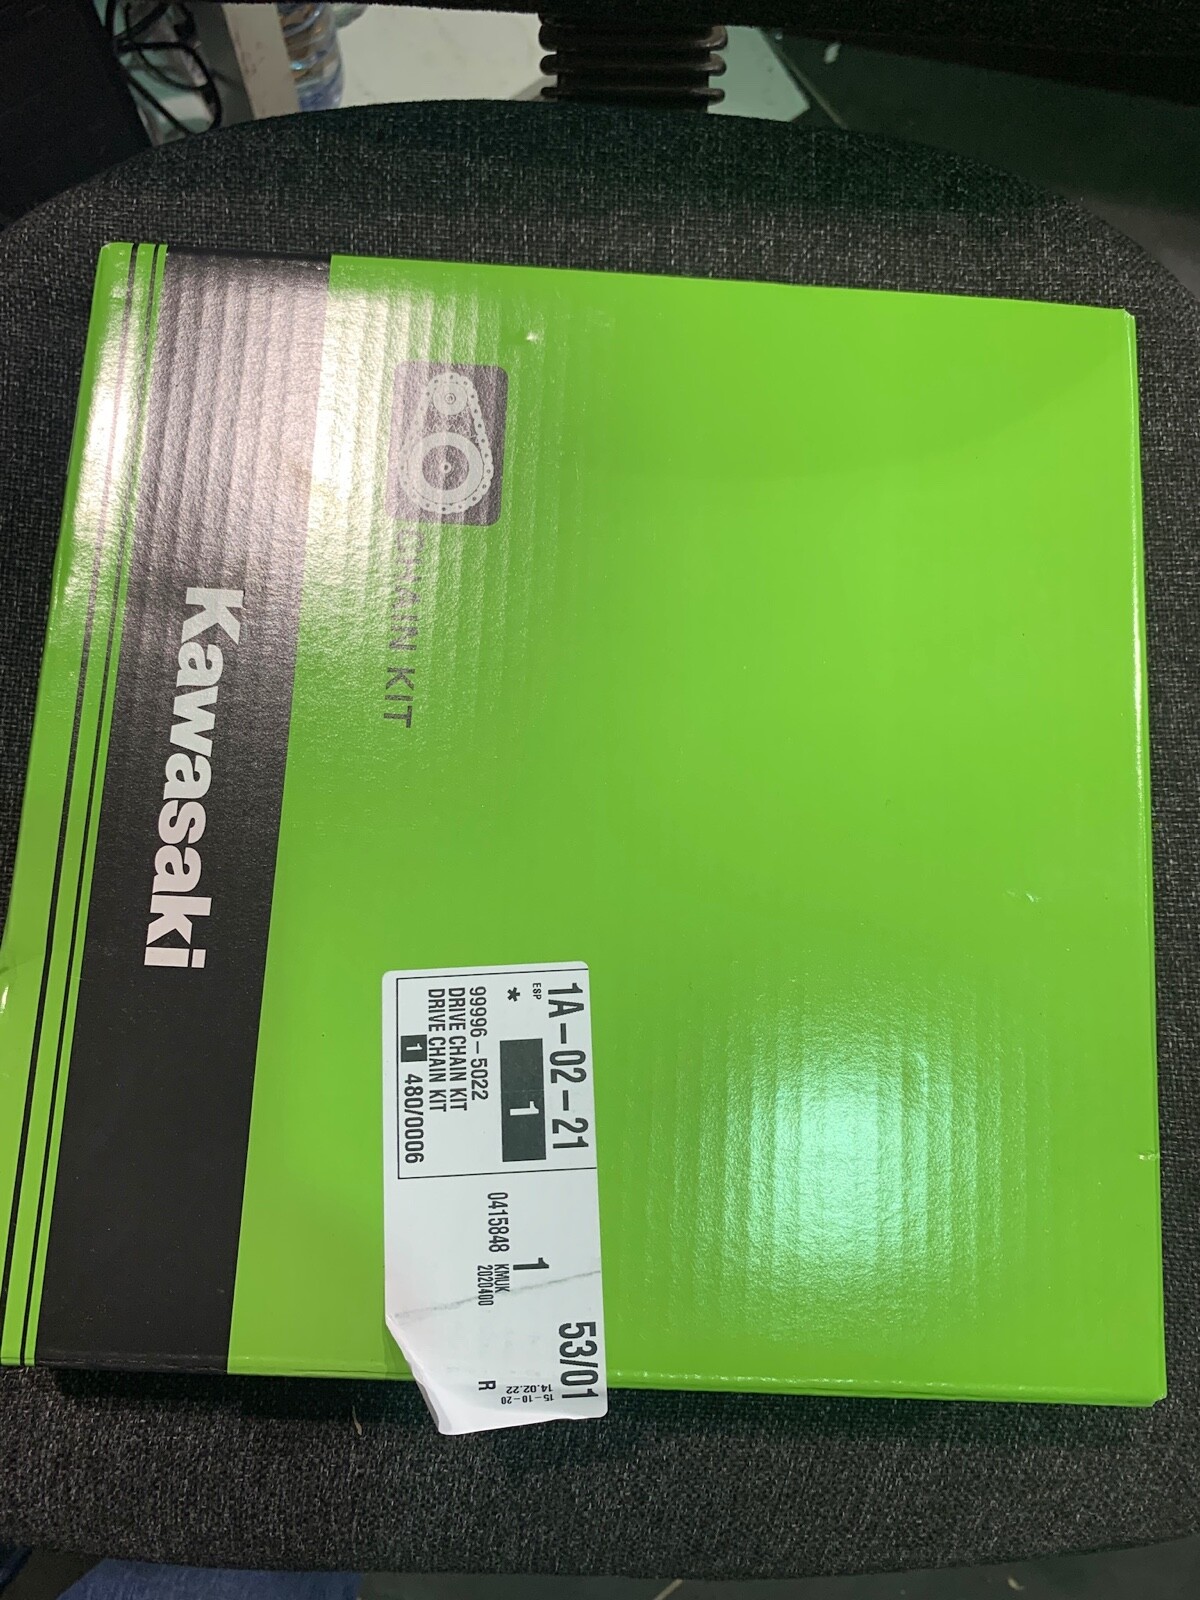 CHAIN KIT
Kawasaki
1A-02-21
ESP
* 1
99996-5022
DRIVE CHAIN KIT
DRIVE CHAIN KIT
1 480/0006
1
0415848 KMUK
2020400
53/01
15-10-20
14.02.22
R